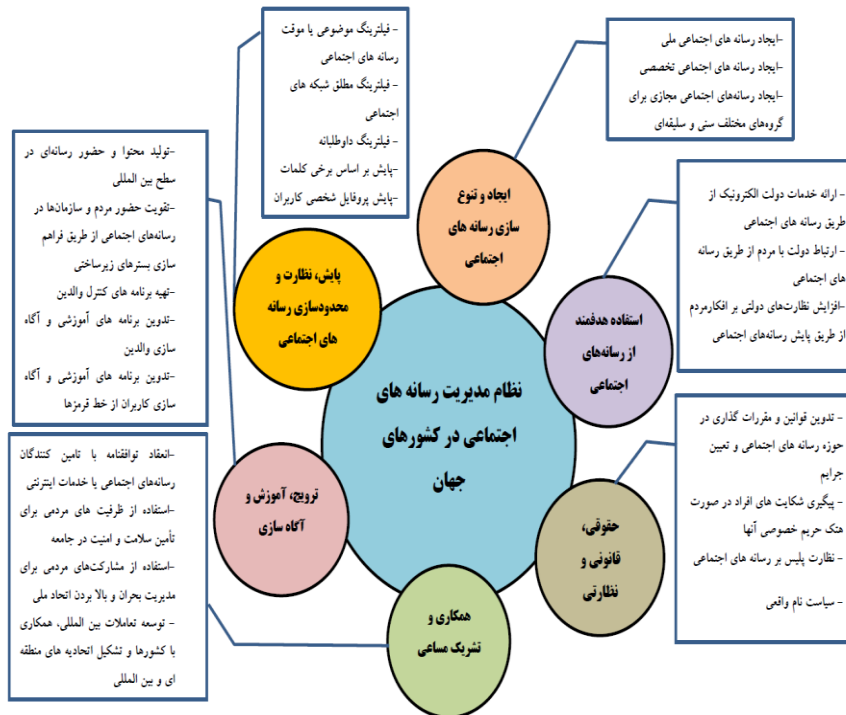 - فیلترینگ موضوعی یا موقت
رسانه های اجتماعی
- فیلترینگ مطلق شبکه های
اجتماعی
- فیلترینگ داوطلبانه
-پایش بر اساس برخی کلمات
-پایش پروفایل شخصی کاربران
-ایجاد رسانه های اجتماعی ملی
-ایجاد رسانه های اجتماعی تخصصی
-ایجاد رسانه‌های اجتماعی مجازی برای
گروه‌های مختلف سنی و سلیقه‌ای
-تولید محتوا و حضور رسانه‌ای در
سطح بین المللی
-تقویت حضور مردم و سازمان‌ها در
رسانه‌های اجتماعی از طریق فراهم
سازی بسترهای زیرساختی
-تهیه برنامه های کنترل والدین
-تدوین برنامه های آموزشی و آگاه
سازی والدین
-تدوین برنامه های آموزشی و آگاه
سازی کاربران از خط قرمزها
- ارائه خدمات دولت الکترونیک از
طریق رسانه های اجتماعی
- ارتباط دولت با مردم از طریق رسانه
های اجتماعی
-افزایش نظارت‌های دولتی بر افکارمردم
از طریق پایش رسانه‌های اجتماعی
ایجاد و تنوع
سازی رسانه های
اجتماعی
پایش، نظارت و
محدودسازی رسانه
های اجتماعی
استفاده هدفمند
از رسانه‌های
اجتماعی
نظام مدیریت رسانه های
اجتماعی در کشورهای
جهان
ترویج، آموزش و
آگاه سازی
حقوقی،
قانونی و
نظارتی
همکاری و
تشریک مساعی
- تدوین قوانین و مقررات گذاری در
حوزه رسانه های اجتماعی و تعیین
جرایم
- پیگیری شکایت های افراد در صورت
هتک حریم خصوصی آنها
- نظارت پلیس بر رسانه های اجتماعی
- سیاست نام واقعی
-انعقاد توافقنامه با تامین کنندگان
رسانه‌های اجتماعی یا خدمات اینترنتی
-استفاده از ظرفیت های مردمی برای
تأمین سلامت و امنیت در جامعه
-استفاده از مشارکت‌های مردمی برای
مدیریت بحران و بالا بردن اتحاد ملی
- توسعه تعاملات بین المللی، همکاری
با کشورها و تشکیل اتحادیه های منطقه
ای و بین المللی